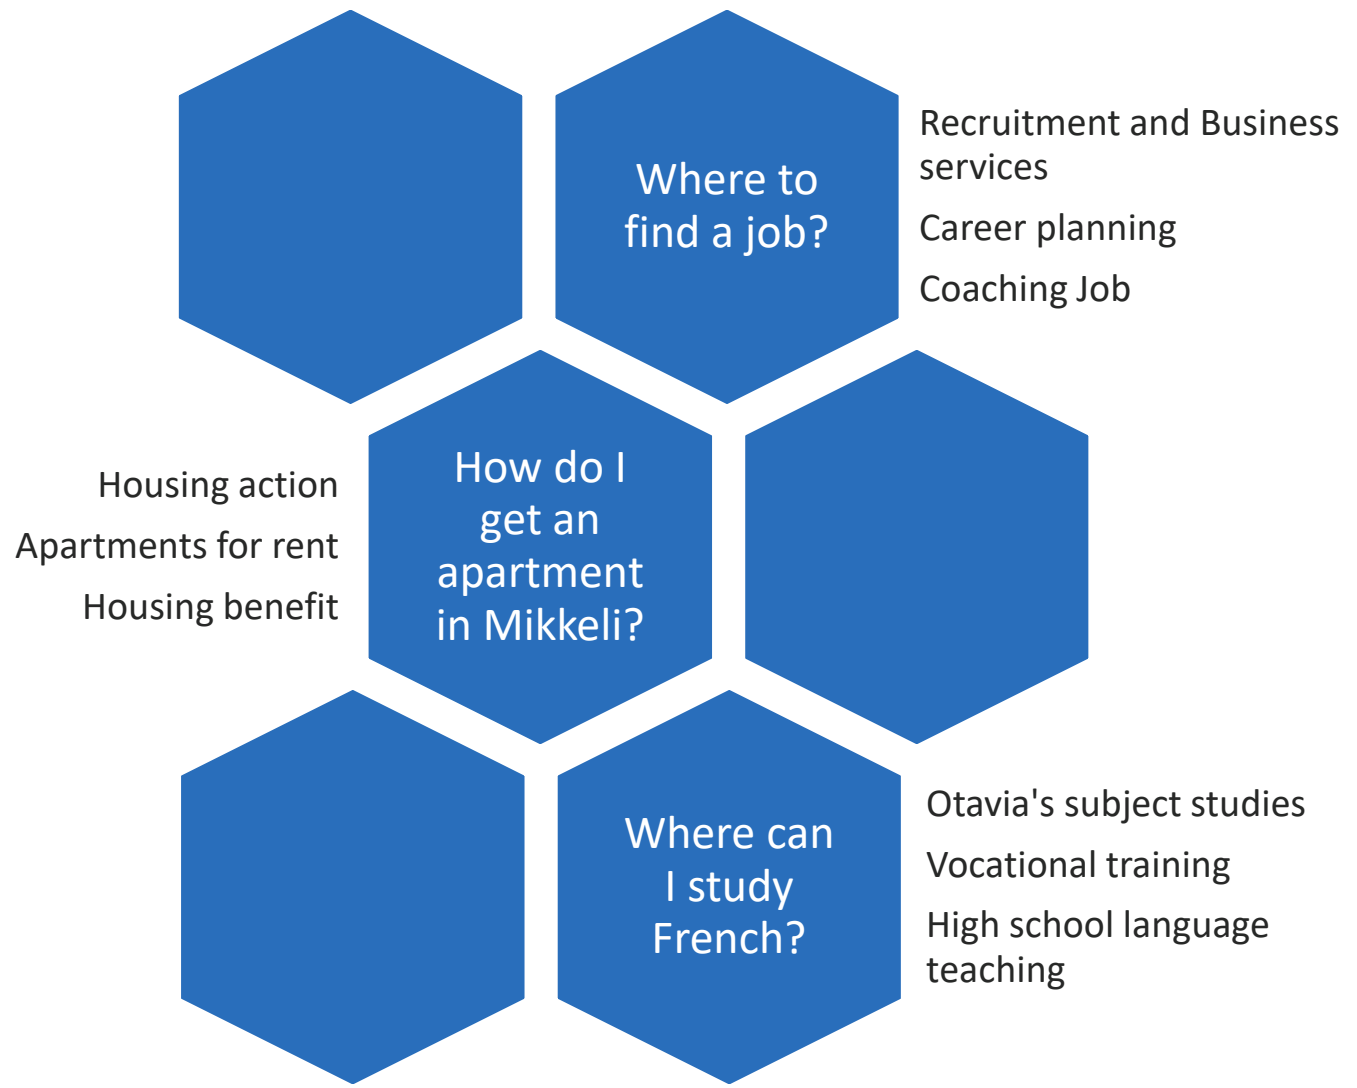 Where to
find a job?
Recruitment and Business
services
Career planning
Coaching Job
Housing action
Apartments for rent
Housing benefit
How do I
get an
apartment
in Mikkeli?
Where can
I study
French?
Otavia's subject studies
Vocational training
High school language
teaching